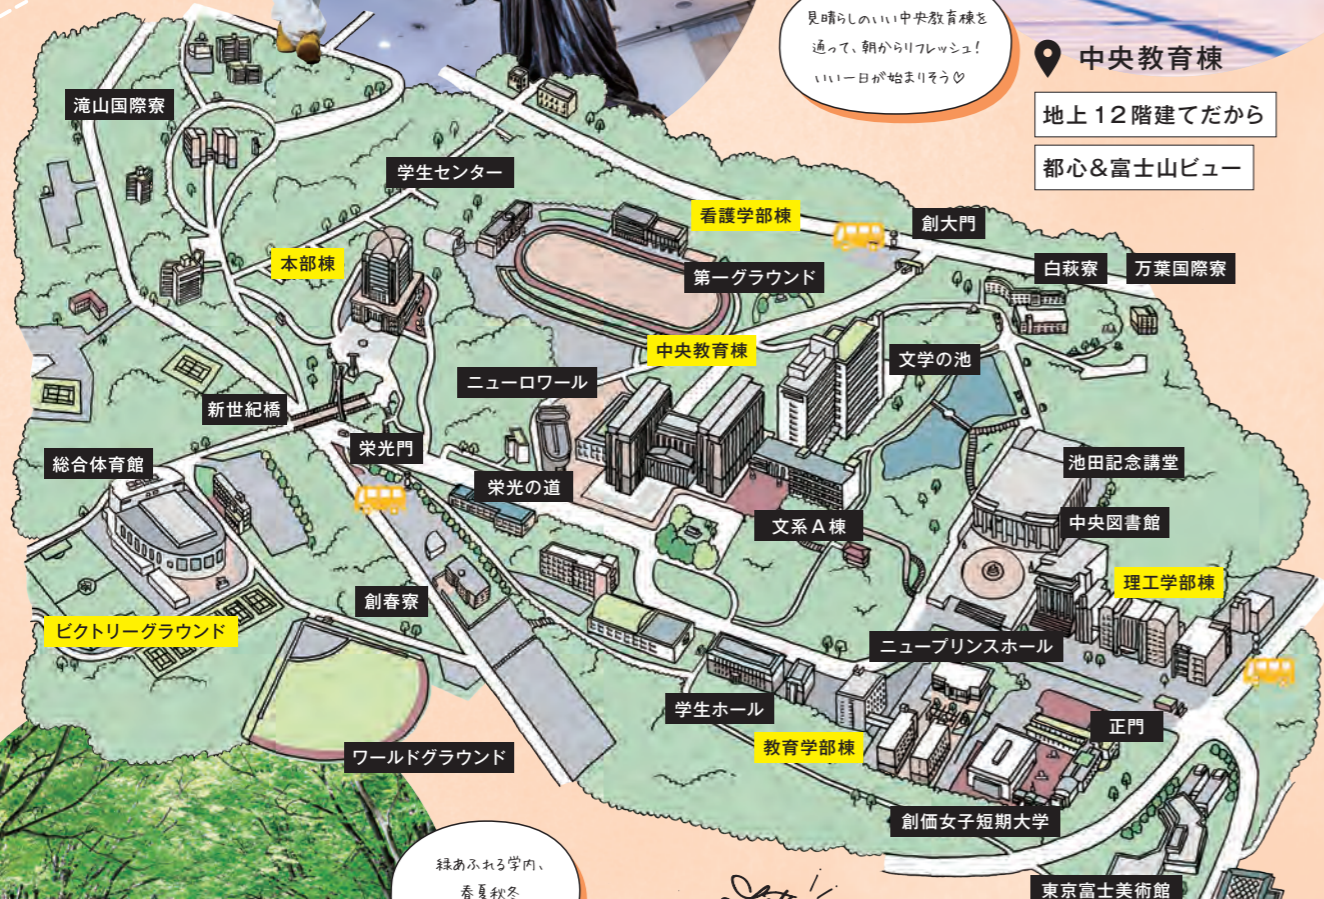 見晴らしのいい中央教育棟を
通って、朝からリフレッシュ!
いい一日が始まりそう♡
中央教育棟
地上12階建てだから
都心&富士山ビュー
滝山国際寮
学生センター
看護学部棟
創大門
本部棟
第一グラウンド
白萩寮
万葉国際寮
中央教育棟
文学の池
ニューロワール
新世紀橋
栄光門
総合体育館
栄光の道
池田記念講堂
文系A棟
中央図書館
理工学部棟
創春寮
ビクトリーグラウンド
ニュープリンスホール
学生ホール
正門
教育学部棟
ワールドグラウンド
創価女子短期大学
緑あふれる学内、
春夏秋冬
東京富士美術館